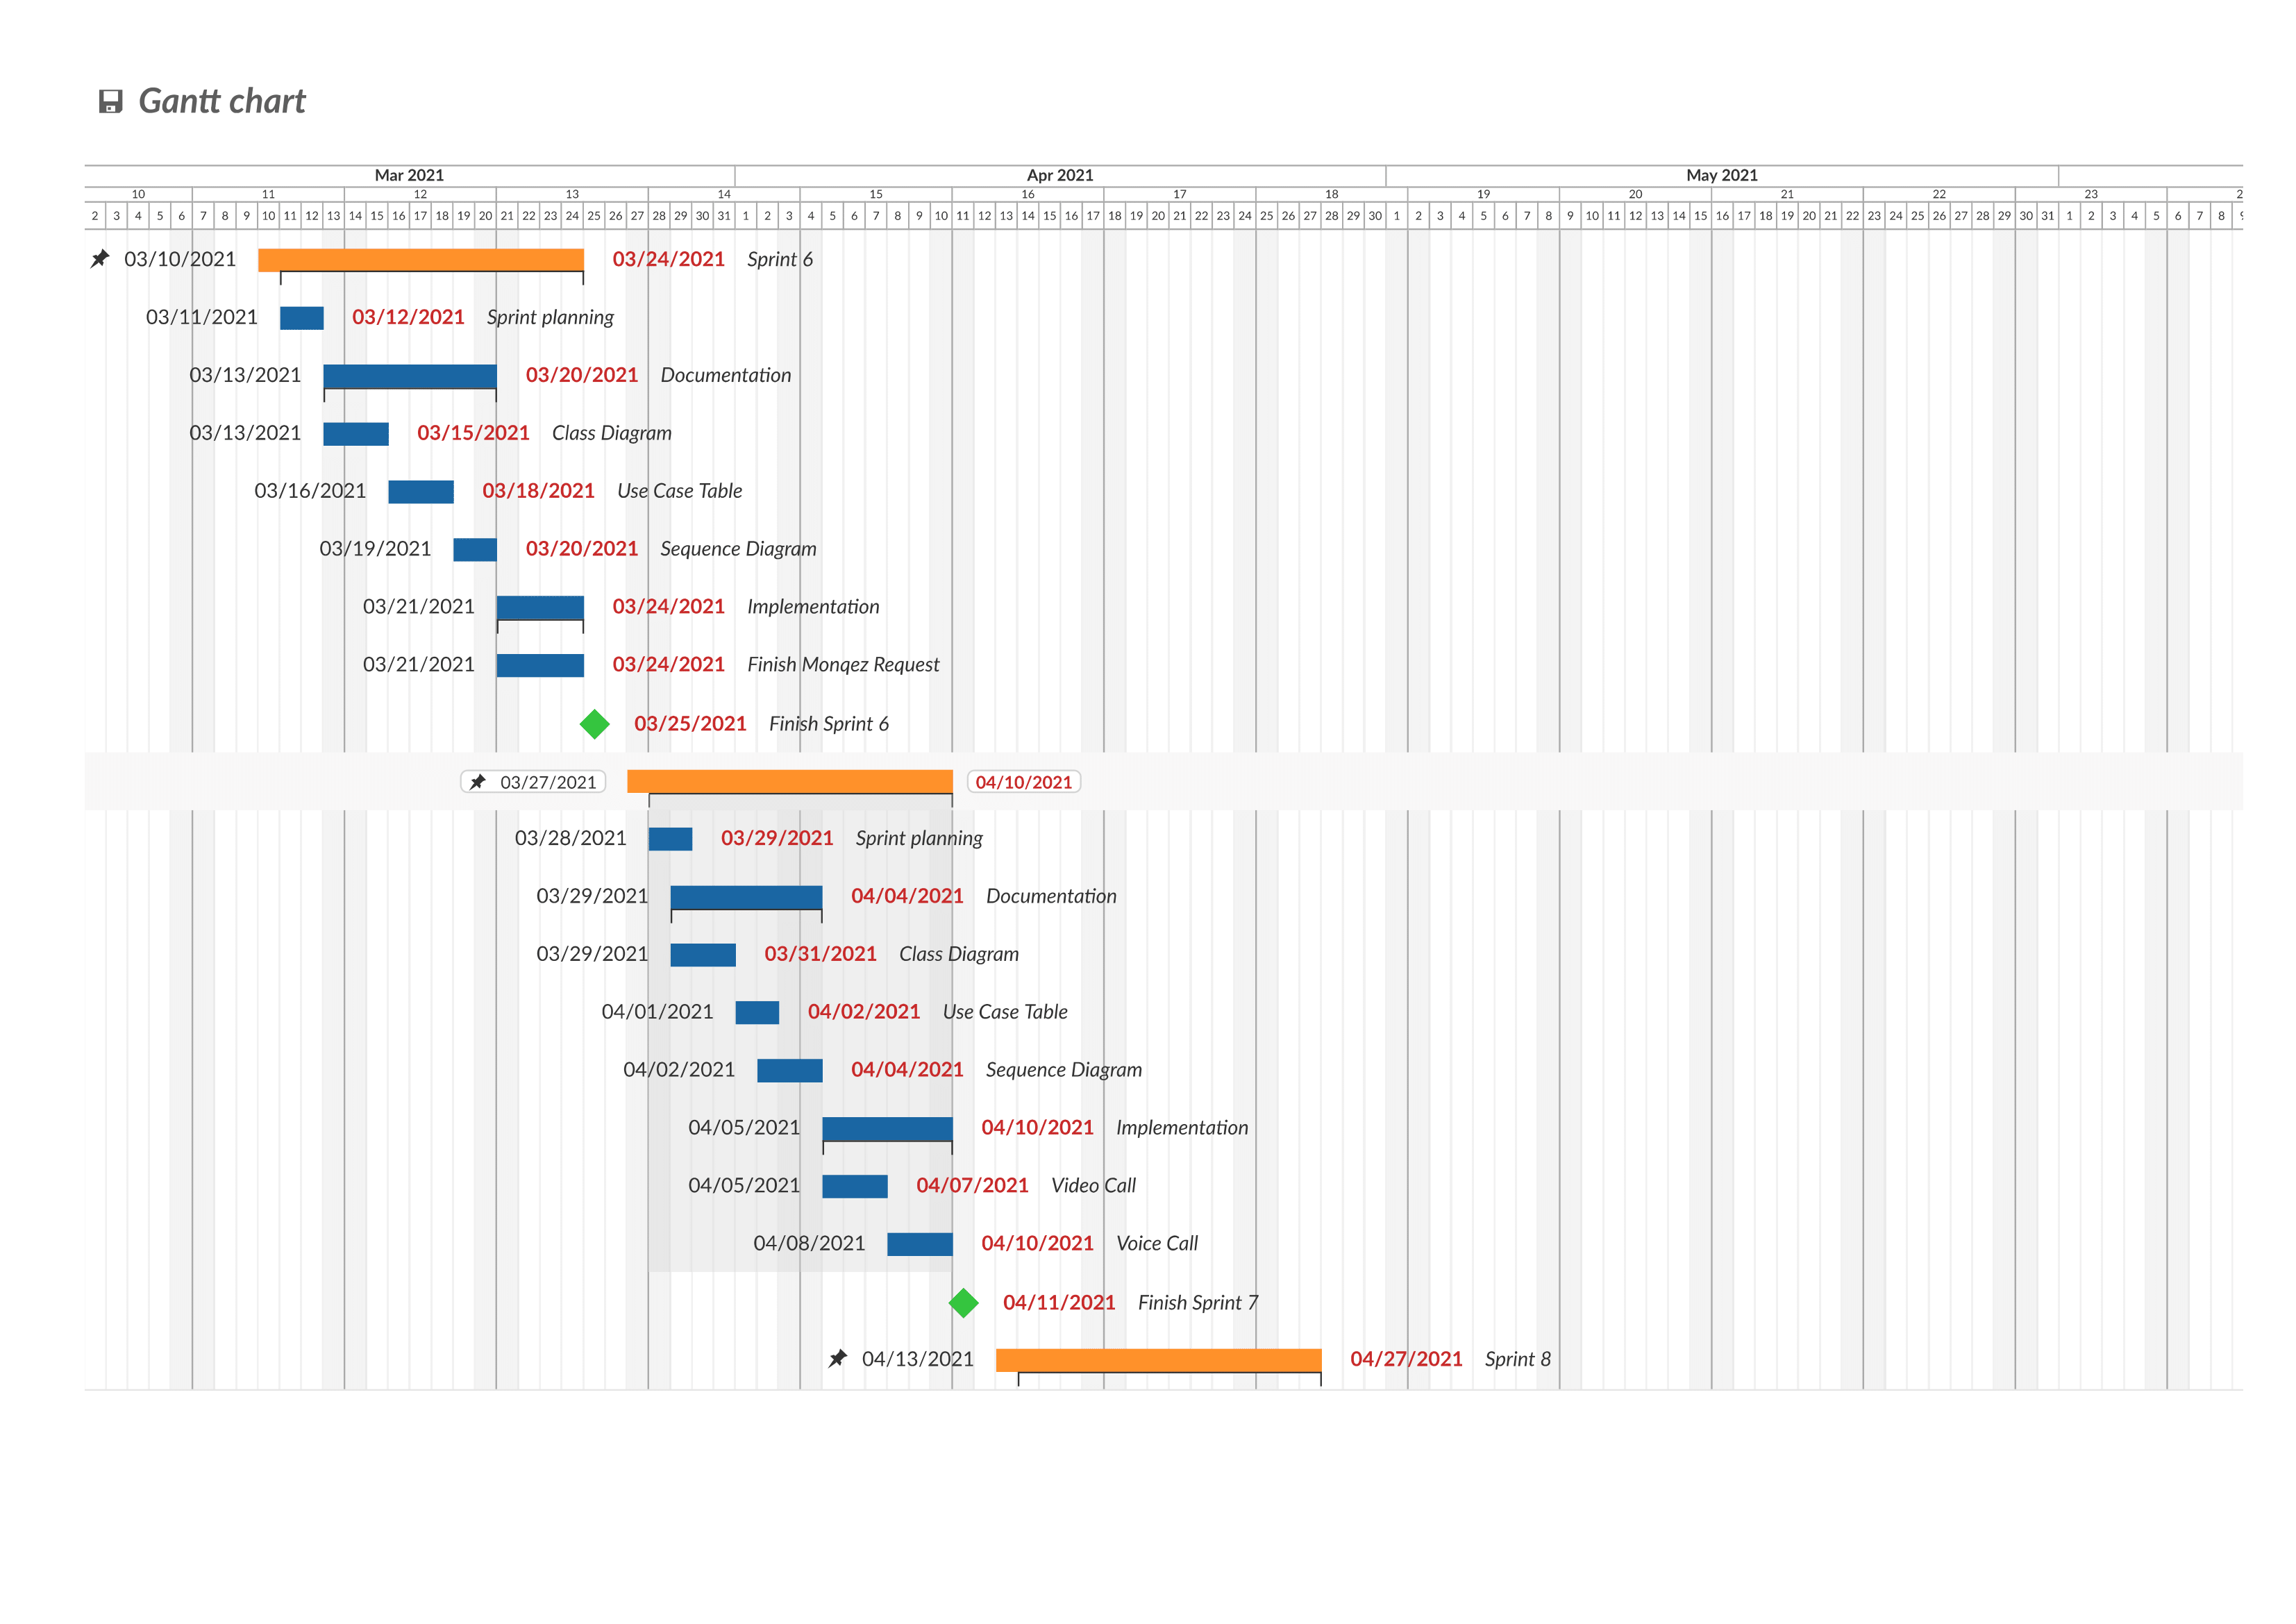 Gantt chart
Mar 2021 Apr 2021 May 2021
10 11 12 13 14 15 16 17 18 19 20 21 22 23
2 3 4 5 6 7 8 9 10 11 12 13 14 15 16 17 18 19 20 21 22 23 24 25 26 27 28 29 30 31 1 2 3 4 5 6 7 8 9 10 11 12 13 14 15 16 17 18 19 20 21 22 23 24 25 26 27 28 29 30 1 2 3 4 5 6 7 8 9 10 11 12 13 14 15 16 17 18 19 20 21 22 23 24 25 26 27 28 29 30 31 1 2 3 4 5 6 7 8
03/10/2021 03/24/2021 Sprint 6
03/11/2021 03/12/2021 Sprint planning
03/13/2021 03/20/2021 Documentation
03/13/2021 03/15/2021 Class Diagram
03/16/2021 03/18/2021 Use Case Table
03/19/2021 03/20/2021 Sequence Diagram
03/21/2021 03/24/2021 Implementation
03/21/2021 03/24/2021 Finish Monqez Request
03/25/2021 Finish Sprint 6
03/27/2021 04/10/2021
03/28/2021 03/29/2021 Sprint planning
03/29/2021 04/04/2021 Documentation
03/29/2021 03/31/2021 Class Diagram
04/01/2021 04/02/2021 Use Case Table
04/02/2021 04/04/2021 Sequence Diagram
04/05/2021 04/10/2021 Implementation
04/05/2021 04/07/2021 Video Call
04/08/2021 04/10/2021 Voice Call
04/11/2021 Finish Sprint 7
04/13/2021 04/27/2021 Sprint 8